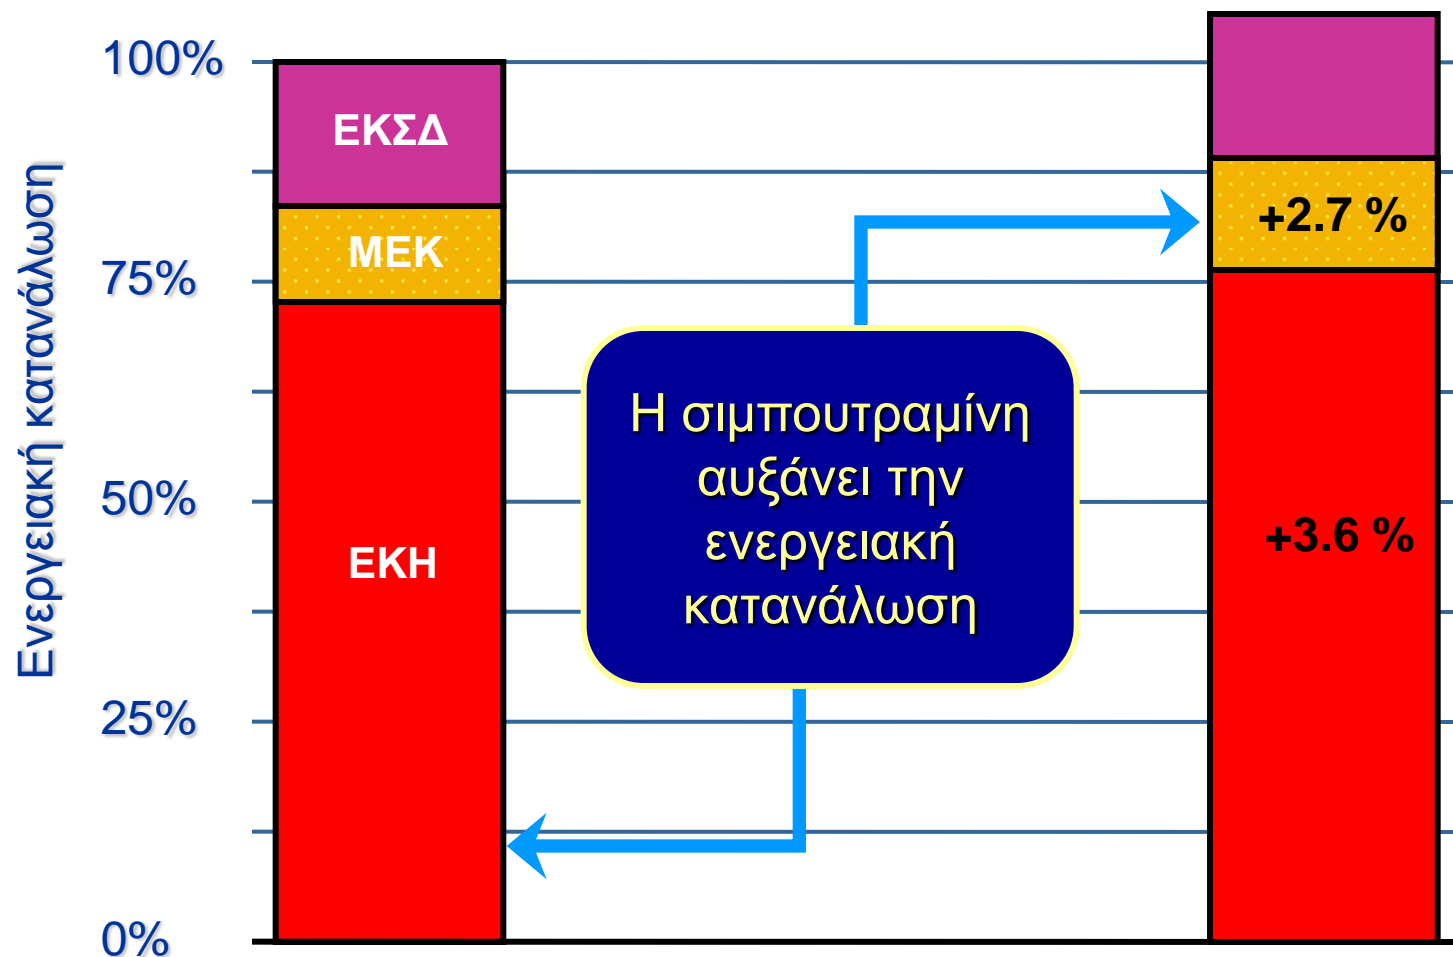 Ενεργειακή κατανάλωση
100%
75%
50%
25%
0%
ΕΚΣΔ
ΜΕΚ
ΕΚΗ
Η σιμπουτραμίνη
αυξάνει την
ενεργειακή
κατανάλωση
+2.7 %
+3.6 %